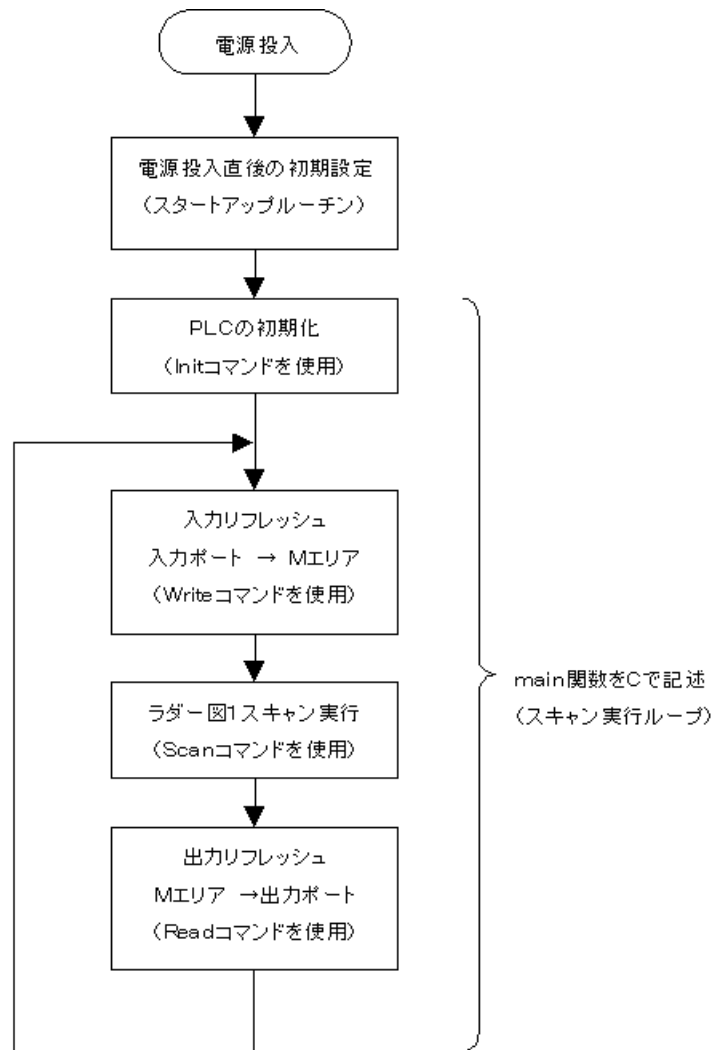 電源投入
電源投入直後の初期設定
（スタートアップルーチン）
PLCの初期化
（Initコマンドを使用）
入力リフレッシュ
入力ポート → Mエリア
（Writeコマンドを使用）
ラダー図1スキャン実行
（Scanコマンドを使用）
main関数をCで記述
（スキャン実行ループ）
出力リフレッシュ
Mエリア →出力ポート
（Readコマンドを使用）